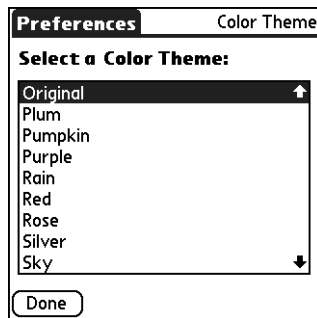 Preferences Color Theme
Select a Color Theme:
Original
Plum
Pumpkin
Purple
Rain
Red
Rose
Silver
Sky
Done